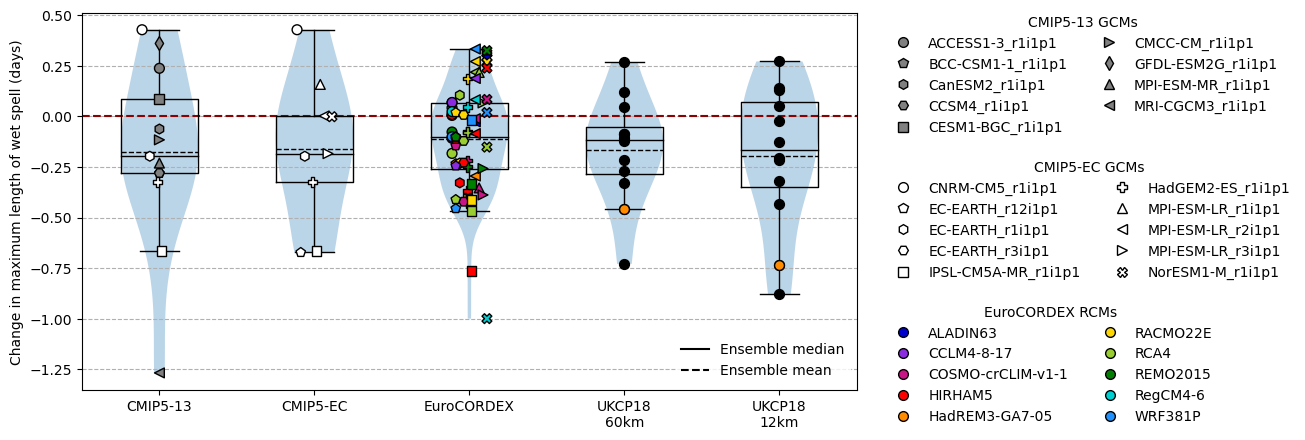 Change in maximum length of wet spell (days)
0.50
0.25
0.00
−0.25
−0.50
−0.75
−1.00
−1.25
CMIP5-13
CMIP5-EC
EuroCORDEX
UKCP18
60km
UKCP18
12km
Ensemble median
Ensemble mean
CMIP5-13 GCMs
ACCESS1-3_r1i1p1
BCC-CSM1-1_r1i1p1
CanESM2_r1i1p1
CCSM4_r1i1p1
CESM1-BGC_r1i1p1
CMCC-CM_r1i1p1
GFDL-ESM2G_r1i1p1
MPI-ESM-MR_r1i1p1
MRI-CGCM3_r1i1p1
CMIP5-EC GCMs
CNRM-CM5_r1i1p1
EC-EARTH_r12i1p1
EC-EARTH_r1i1p1
EC-EARTH_r3i1p1
IPSL-CM5A-MR_r1i1p1
HadGEM2-ES_r1i1p1
MPI-ESM-LR_r1i1p1
MPI-ESM-LR_r2i1p1
MPI-ESM-LR_r3i1p1
NorESM1-M_r1i1p1
EuroCORDEX RCMs
ALADIN63
CCLM4-8-17
COSMO-crCLIM-v1-1
HIRHAM5
HadREM3-GA7-05
RACMO22E
RCA4
REMO2015
RegCM4-6
WRF381P